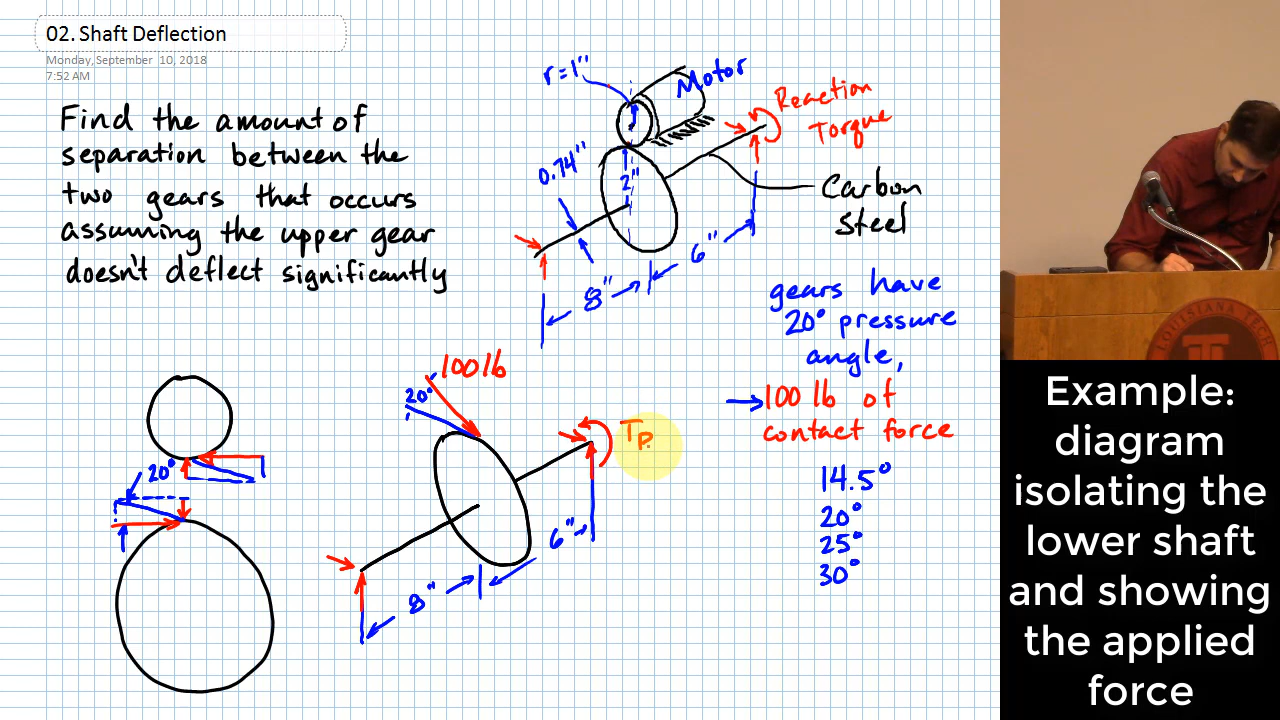 02. Shaft Deflection
Monday, September 10, 2018
7:52 AM
Find the amount of
separation between the
two gears that occurs
assuming the upper gear
doesn't deflect significantly
r=1"
Motor
Reaction
Torque
0.74"
2"
Carbon
steel
6"
8"
gears have
20° pressure
angle,
→100 lb of
contact force
14.5°
20°
25°
30°
100 lb
20°
20°
TR
6"
8"
LOUISIANA TECH
Example:
diagram
isolating the
lower shaft
and showing
the applied
force